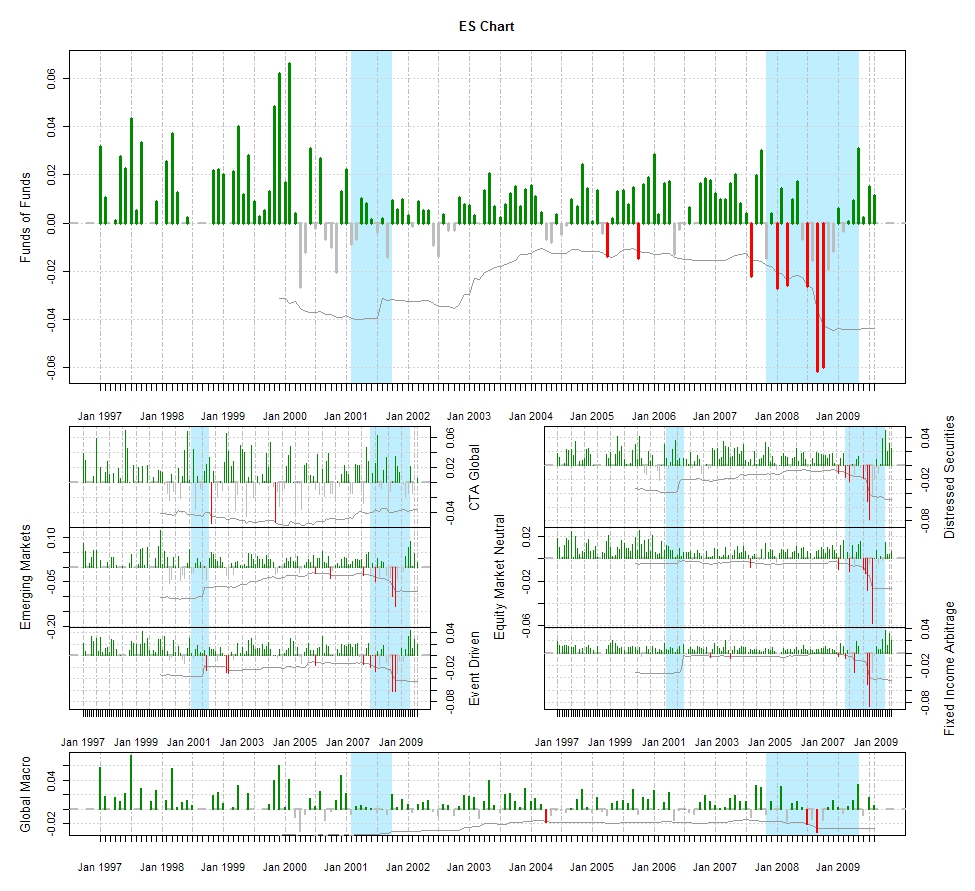 ES Chart
Funds of Funds
0.06
0.04
0.02
0.00
-0.02
-0.04
-0.06
Jan 1997 Jan 1998 Jan 1999 Jan 2000 Jan 2001 Jan 2002 Jan 2003 Jan 2004 Jan 2005 Jan 2006 Jan 2007 Jan 2008 Jan 2009
CTA Global
0.06
0.02
-0.04
Emerging Markets
0.10
-0.05
-0.20
Event Driven
0.04
-0.02
-0.08
Jan 1997 Jan 1999 Jan 2001 Jan 2003 Jan 2005 Jan 2007 Jan 2009
Distressed Securities
0.04
-0.02
-0.08
Equity Market Neutral
0.02
-0.02
-0.06
Fixed Income Arbitrage
0.04
-0.02
-0.08
Jan 1997 Jan 1999 Jan 2001 Jan 2003 Jan 2005 Jan 2007 Jan 2009
Global Macro
0.04
-0.02
Jan 1997 Jan 1998 Jan 1999 Jan 2000 Jan 2001 Jan 2002 Jan 2003 Jan 2004 Jan 2005 Jan 2006 Jan 2007 Jan 2008 Jan 2009